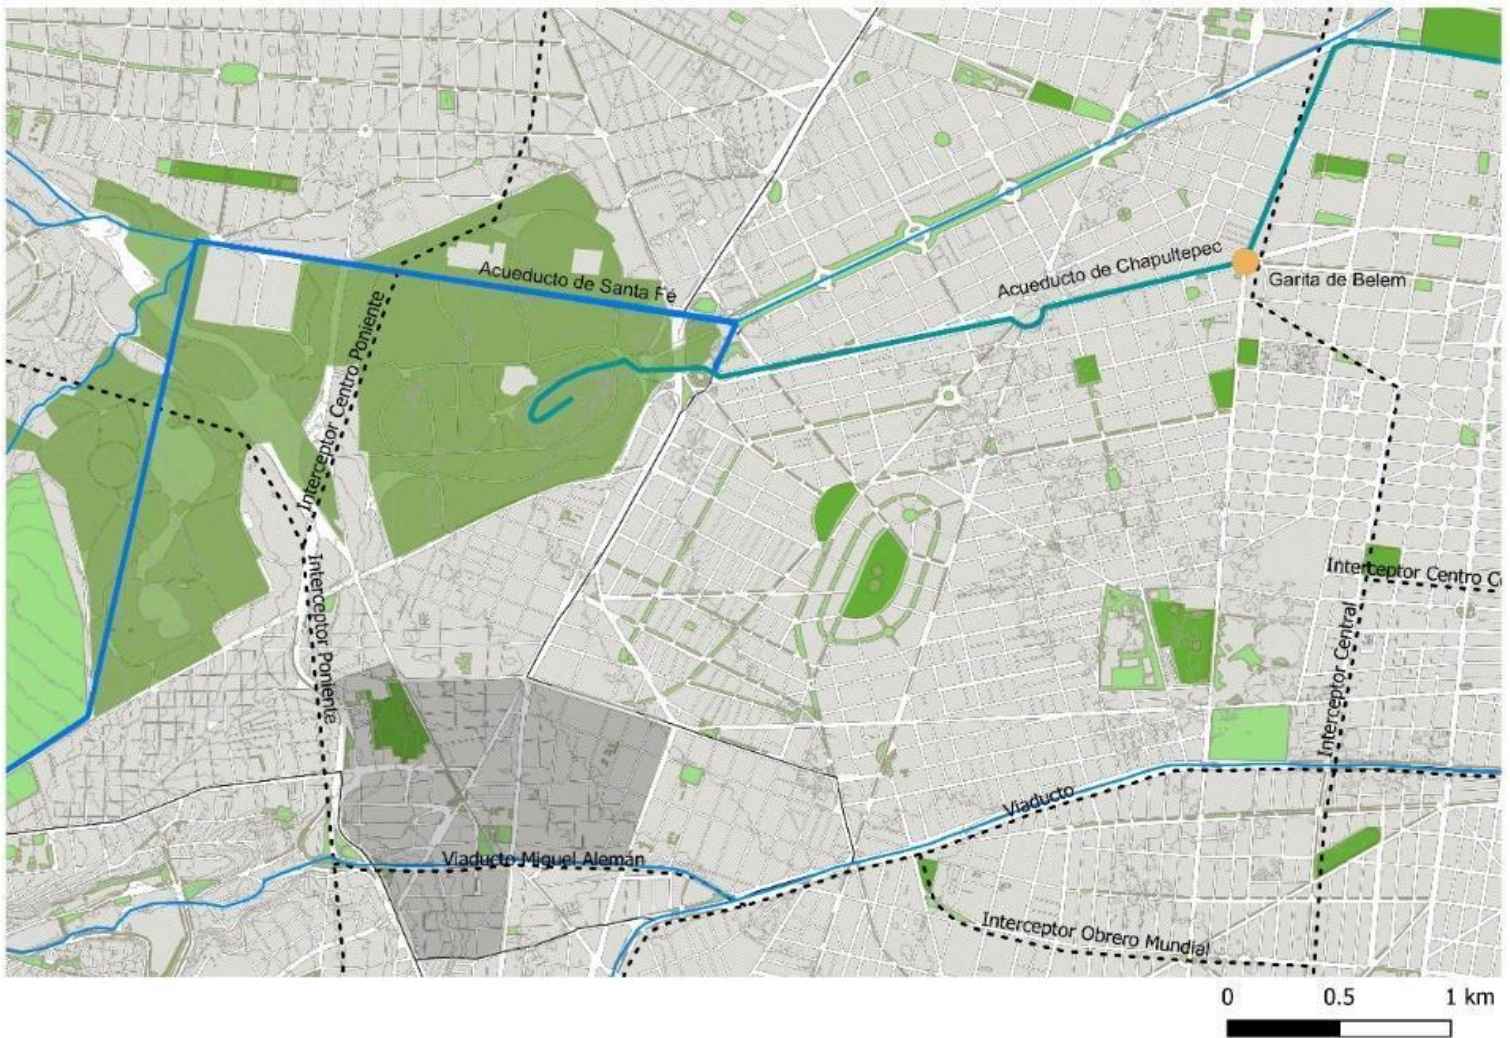 Acueducto de Chapultepec
Acueducto de Santa Fé
Garita de Belem
Interceptor Centro Poniente
Interceptor Poniente
Interceptor Centro C
Interceptor Central
Viaducto
Viaducto Miguel Alemán
Interceptor Obrero Mundial
0 0.5 1 km